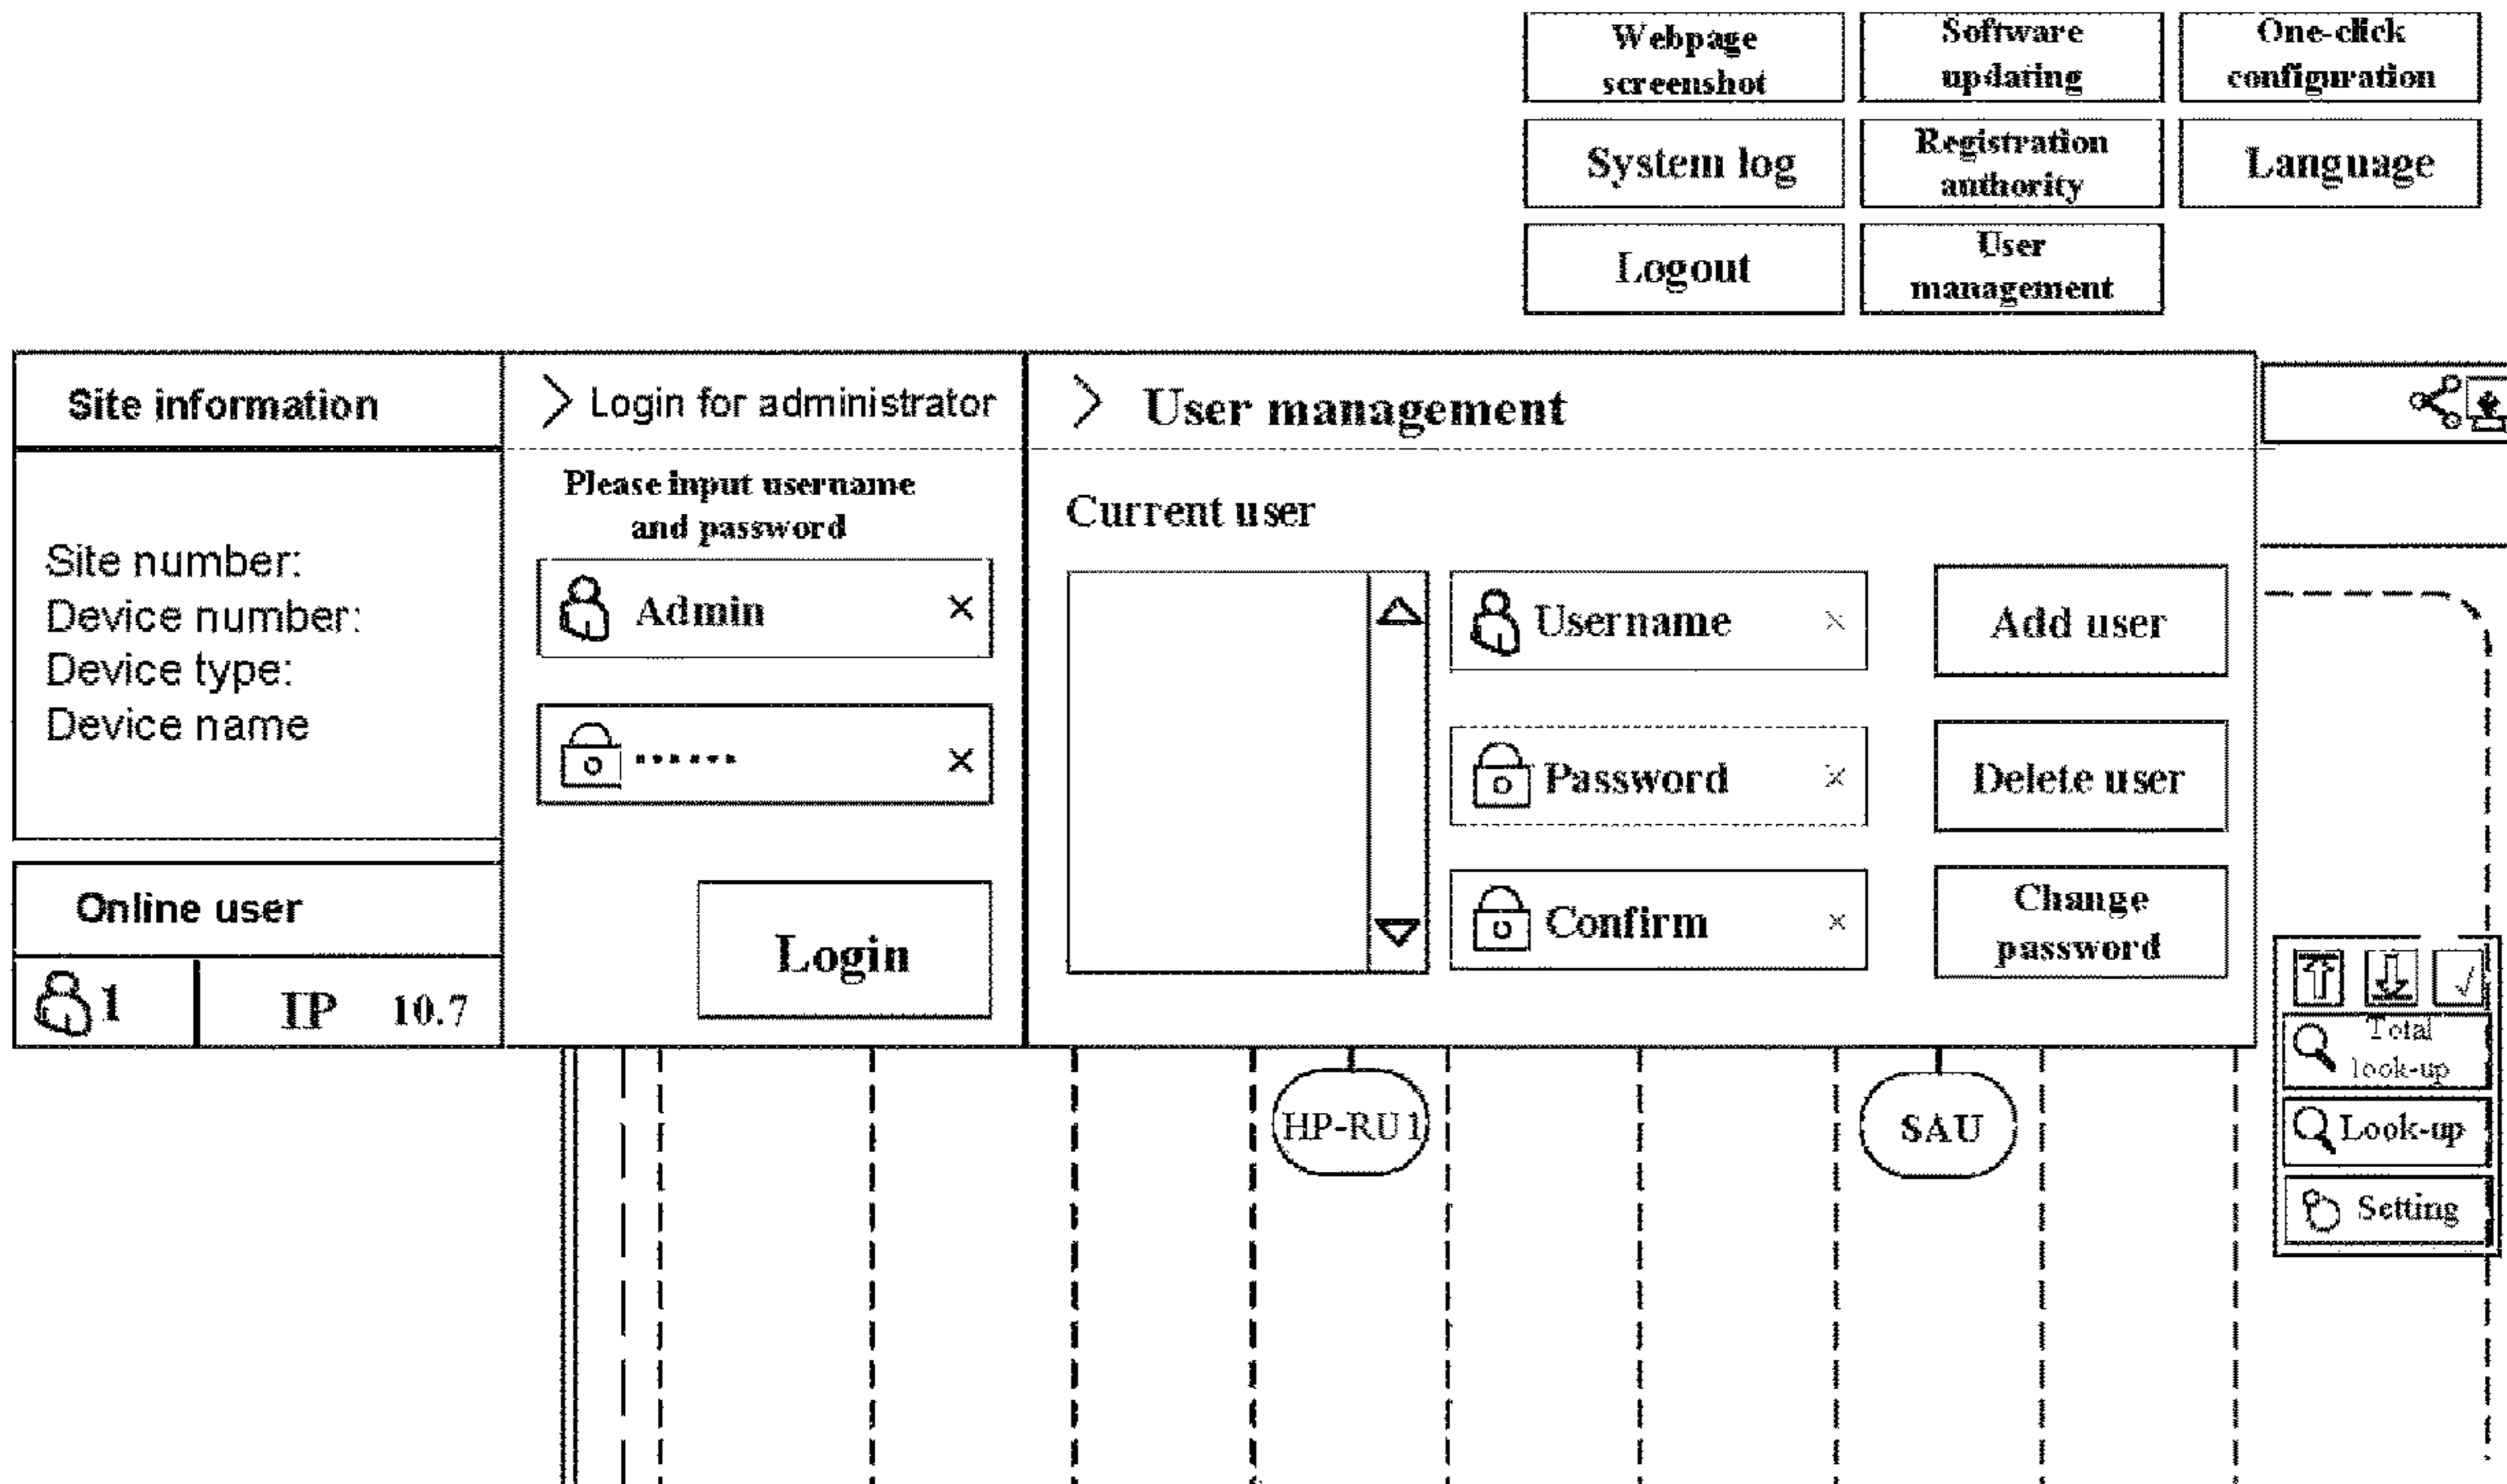 Webpage
screenshot
Software
updating
One-click
configuration
System log
Registration
authority
Language
Logout
User
management
Site information
Login for administrator
User management
Please input username
and password
Current user
Site number:
Device number:
Device type:
Device name
Admin
Username
Add user
Password
Delete user
Confirm
Change
password
Online user
Login
1
IP 10.7
Total
look-up
HP-RU1
SAU
Look-up
Setting